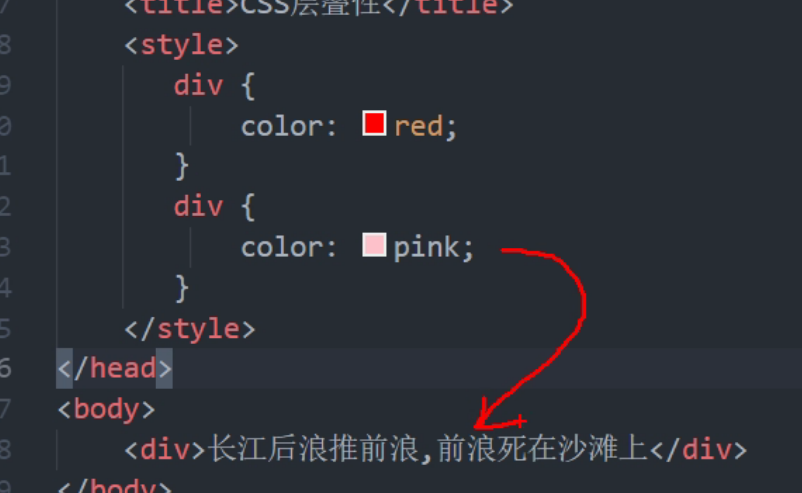 7 <title>CSS层叠性</title>
8 <style>
9 div {
0 color: red;
1 }
2 div {
3 color: pink;
4 }
5 </style>
6 </head>
7 <body>
8 <div>长江后浪推前浪,前浪死在沙滩上</div>
9 </body>